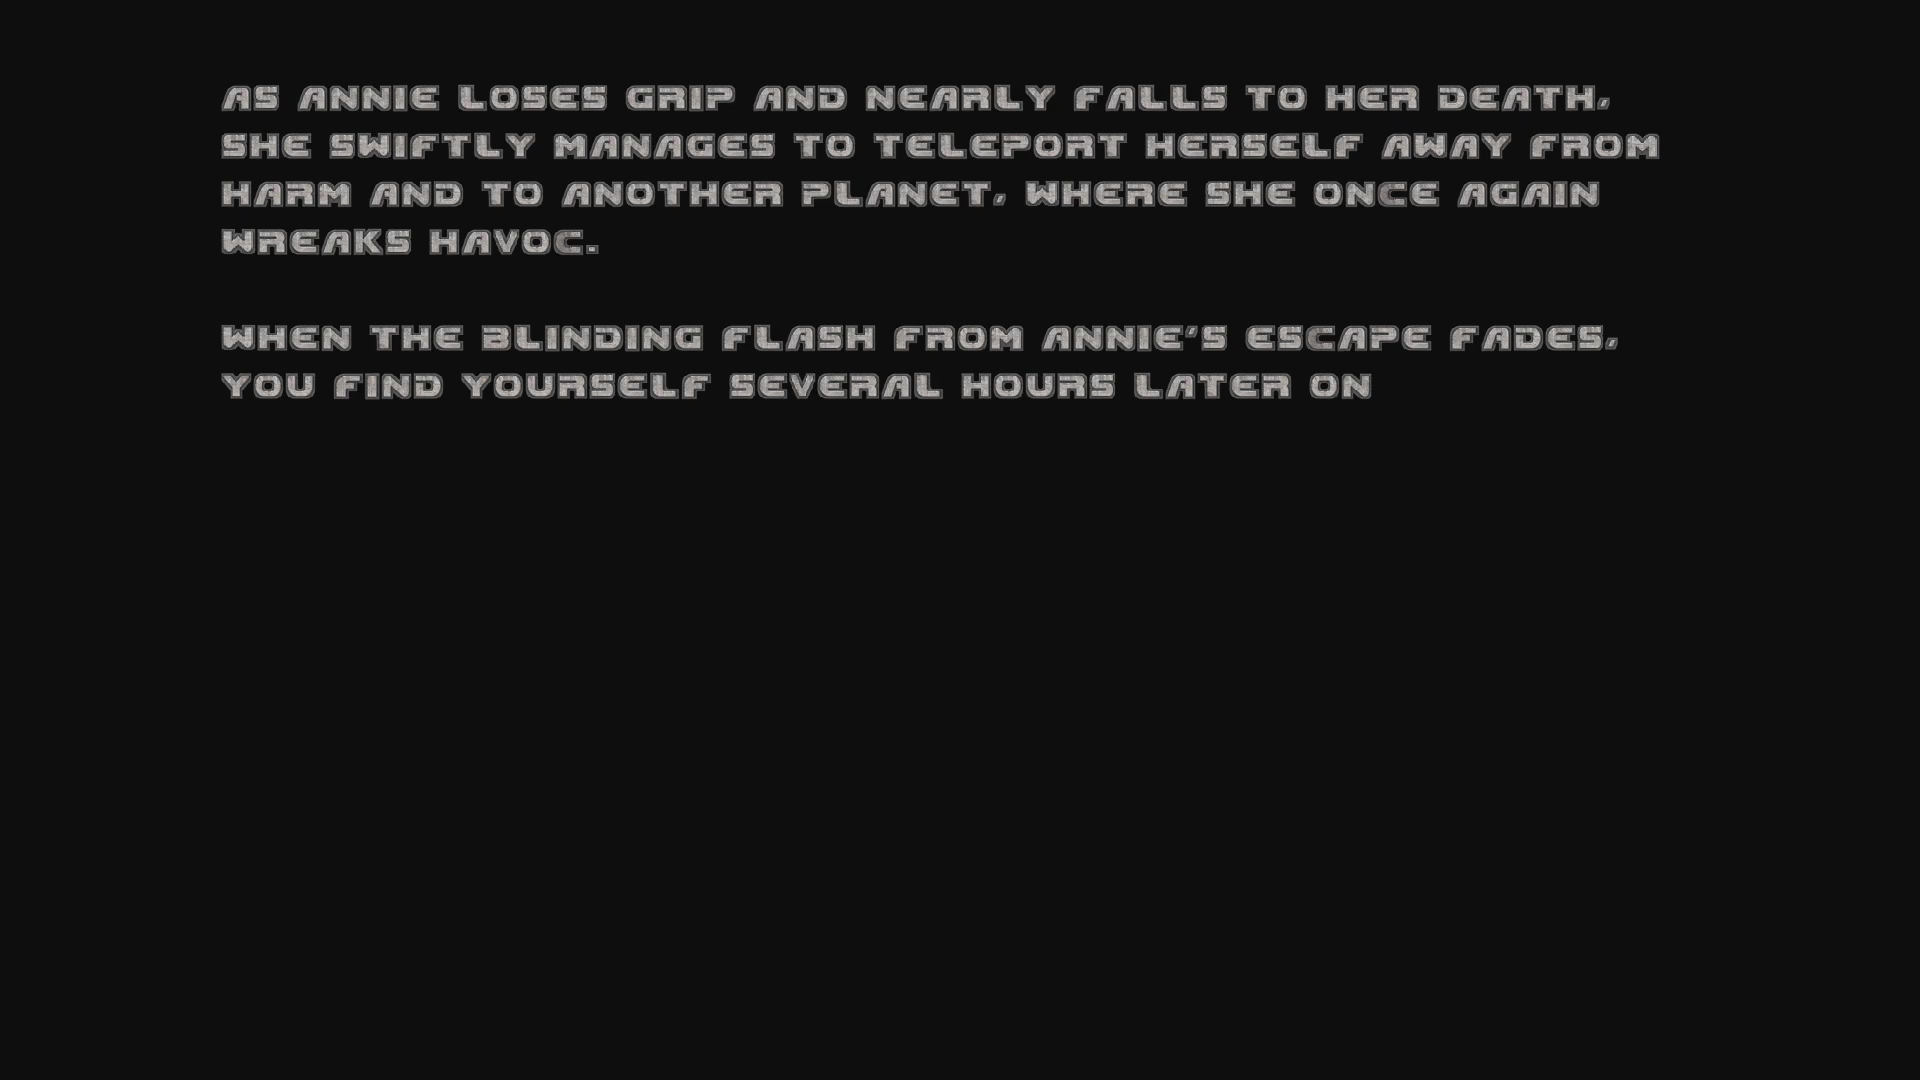 AS ANNIE LOSES GRIP AND NEARLY FALLS TO HER DEATH,
SHE SWIFTLY MANAGES TO TELEPORT HERSELF AWAY FROM
HARM AND TO ANOTHER PLANET, WHERE SHE ONCE AGAIN
WREAKS HAVOC.
WHEN THE BLINDING FLASH FROM ANNIE'S ESCAPE FADES,
YOU FIND YOURSELF SEVERAL HOURS LATER ON